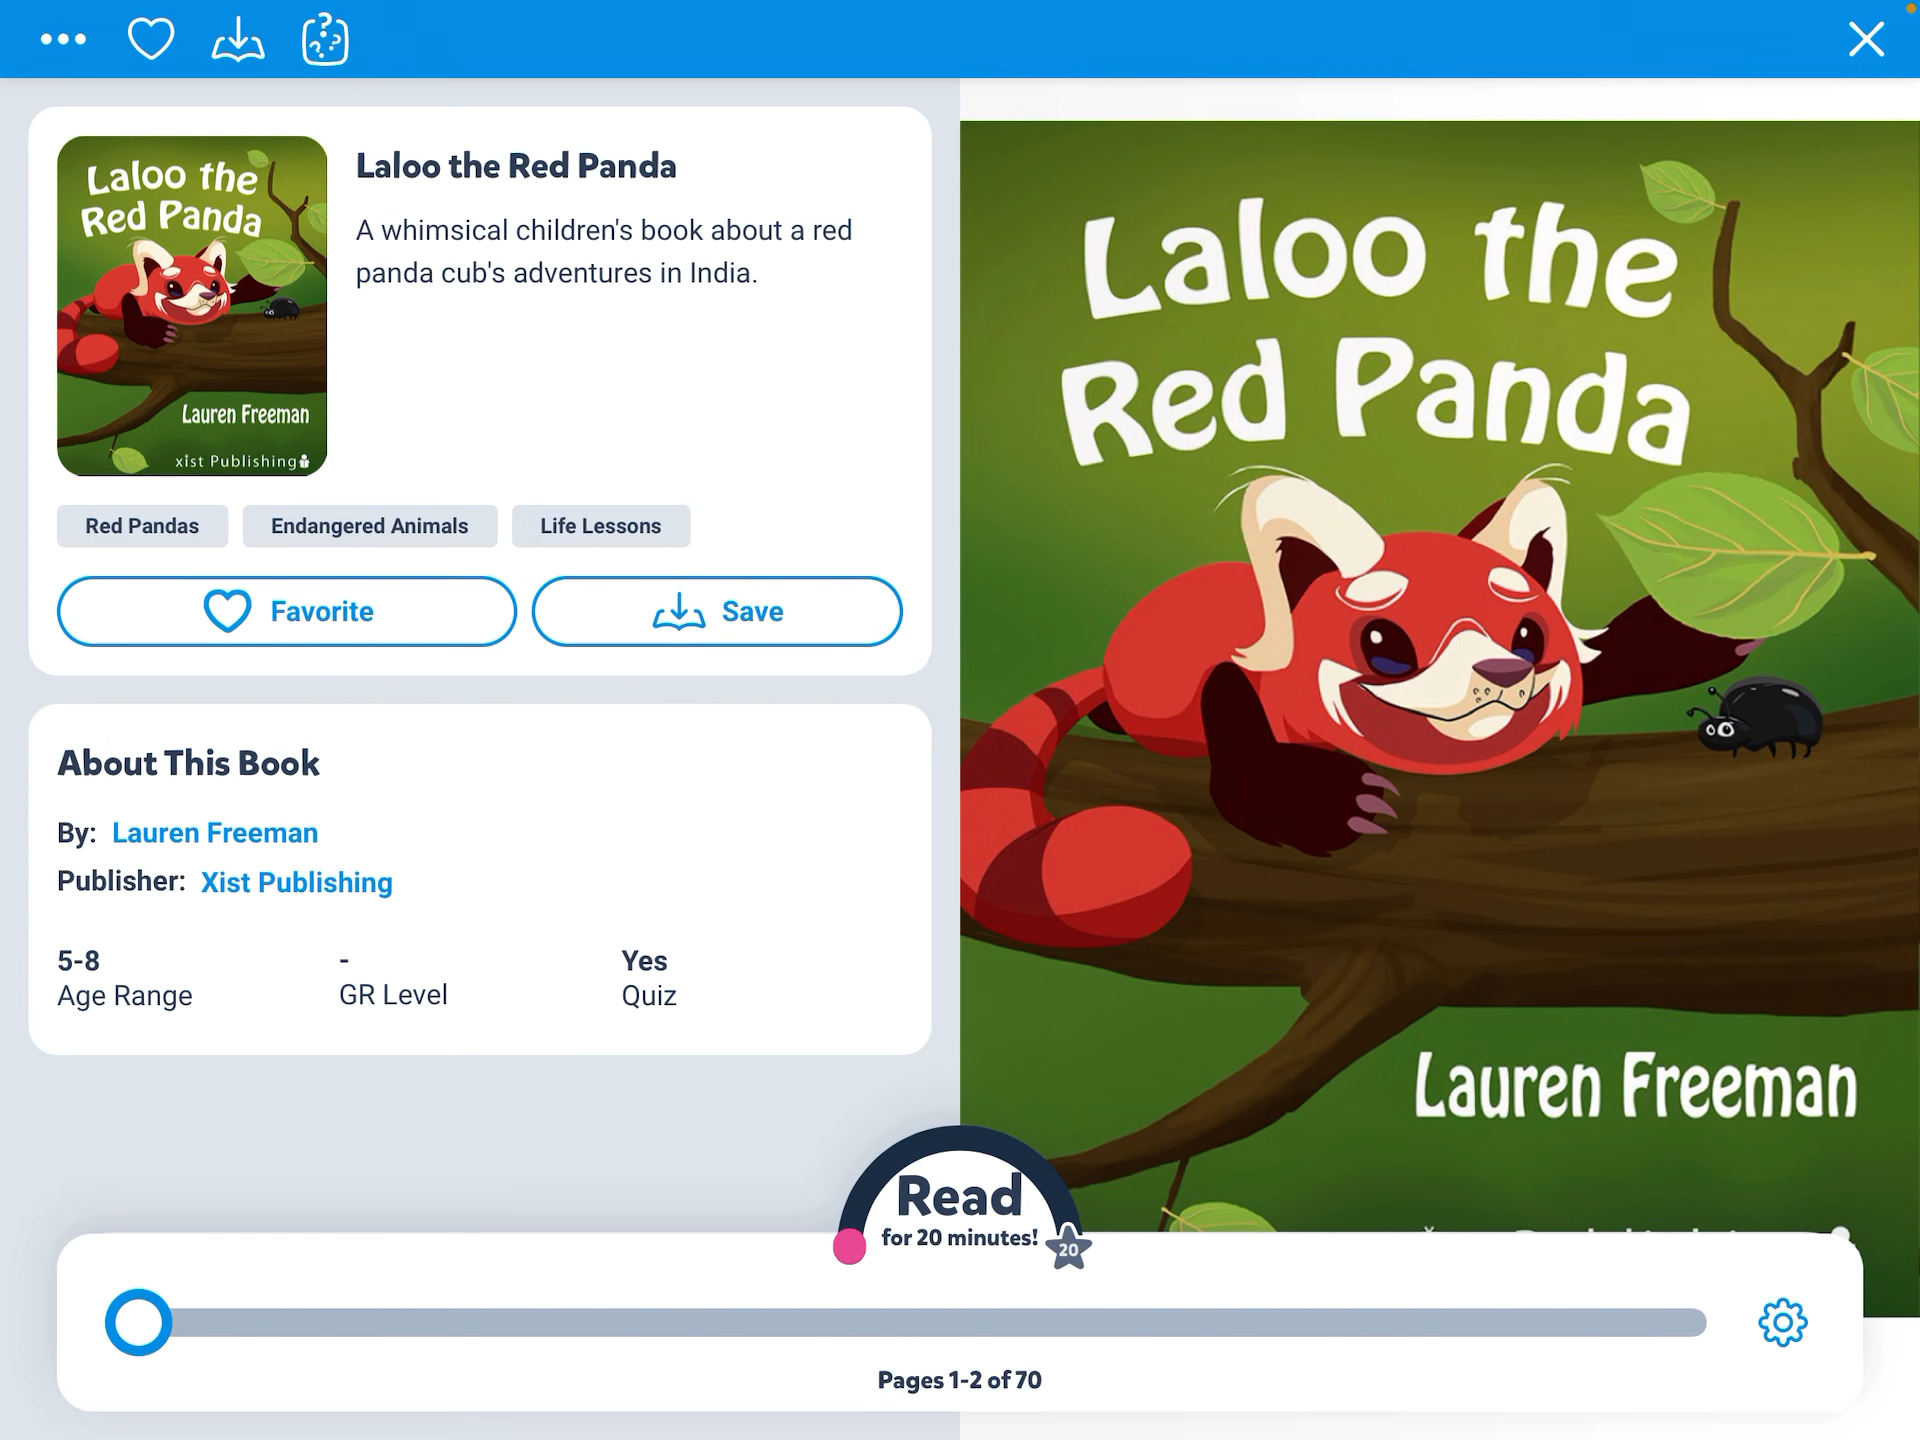 Laloo the
Red Panda
Lauren Freeman
xist Publishing
Laloo the Red Panda
A whimsical children's book about a red
panda cub's adventures in India.
Red Pandas
Endangered Animals
Life Lessons
Favorite
Save
About This Book
By: Lauren Freeman
Publisher: Xist Publishing
5-8
Age Range
-
GR Level
Yes
Quiz
Laloo the
Red Panda
Lauren Freeman
Read
for 20 minutes!
20
Pages 1-2 of 70